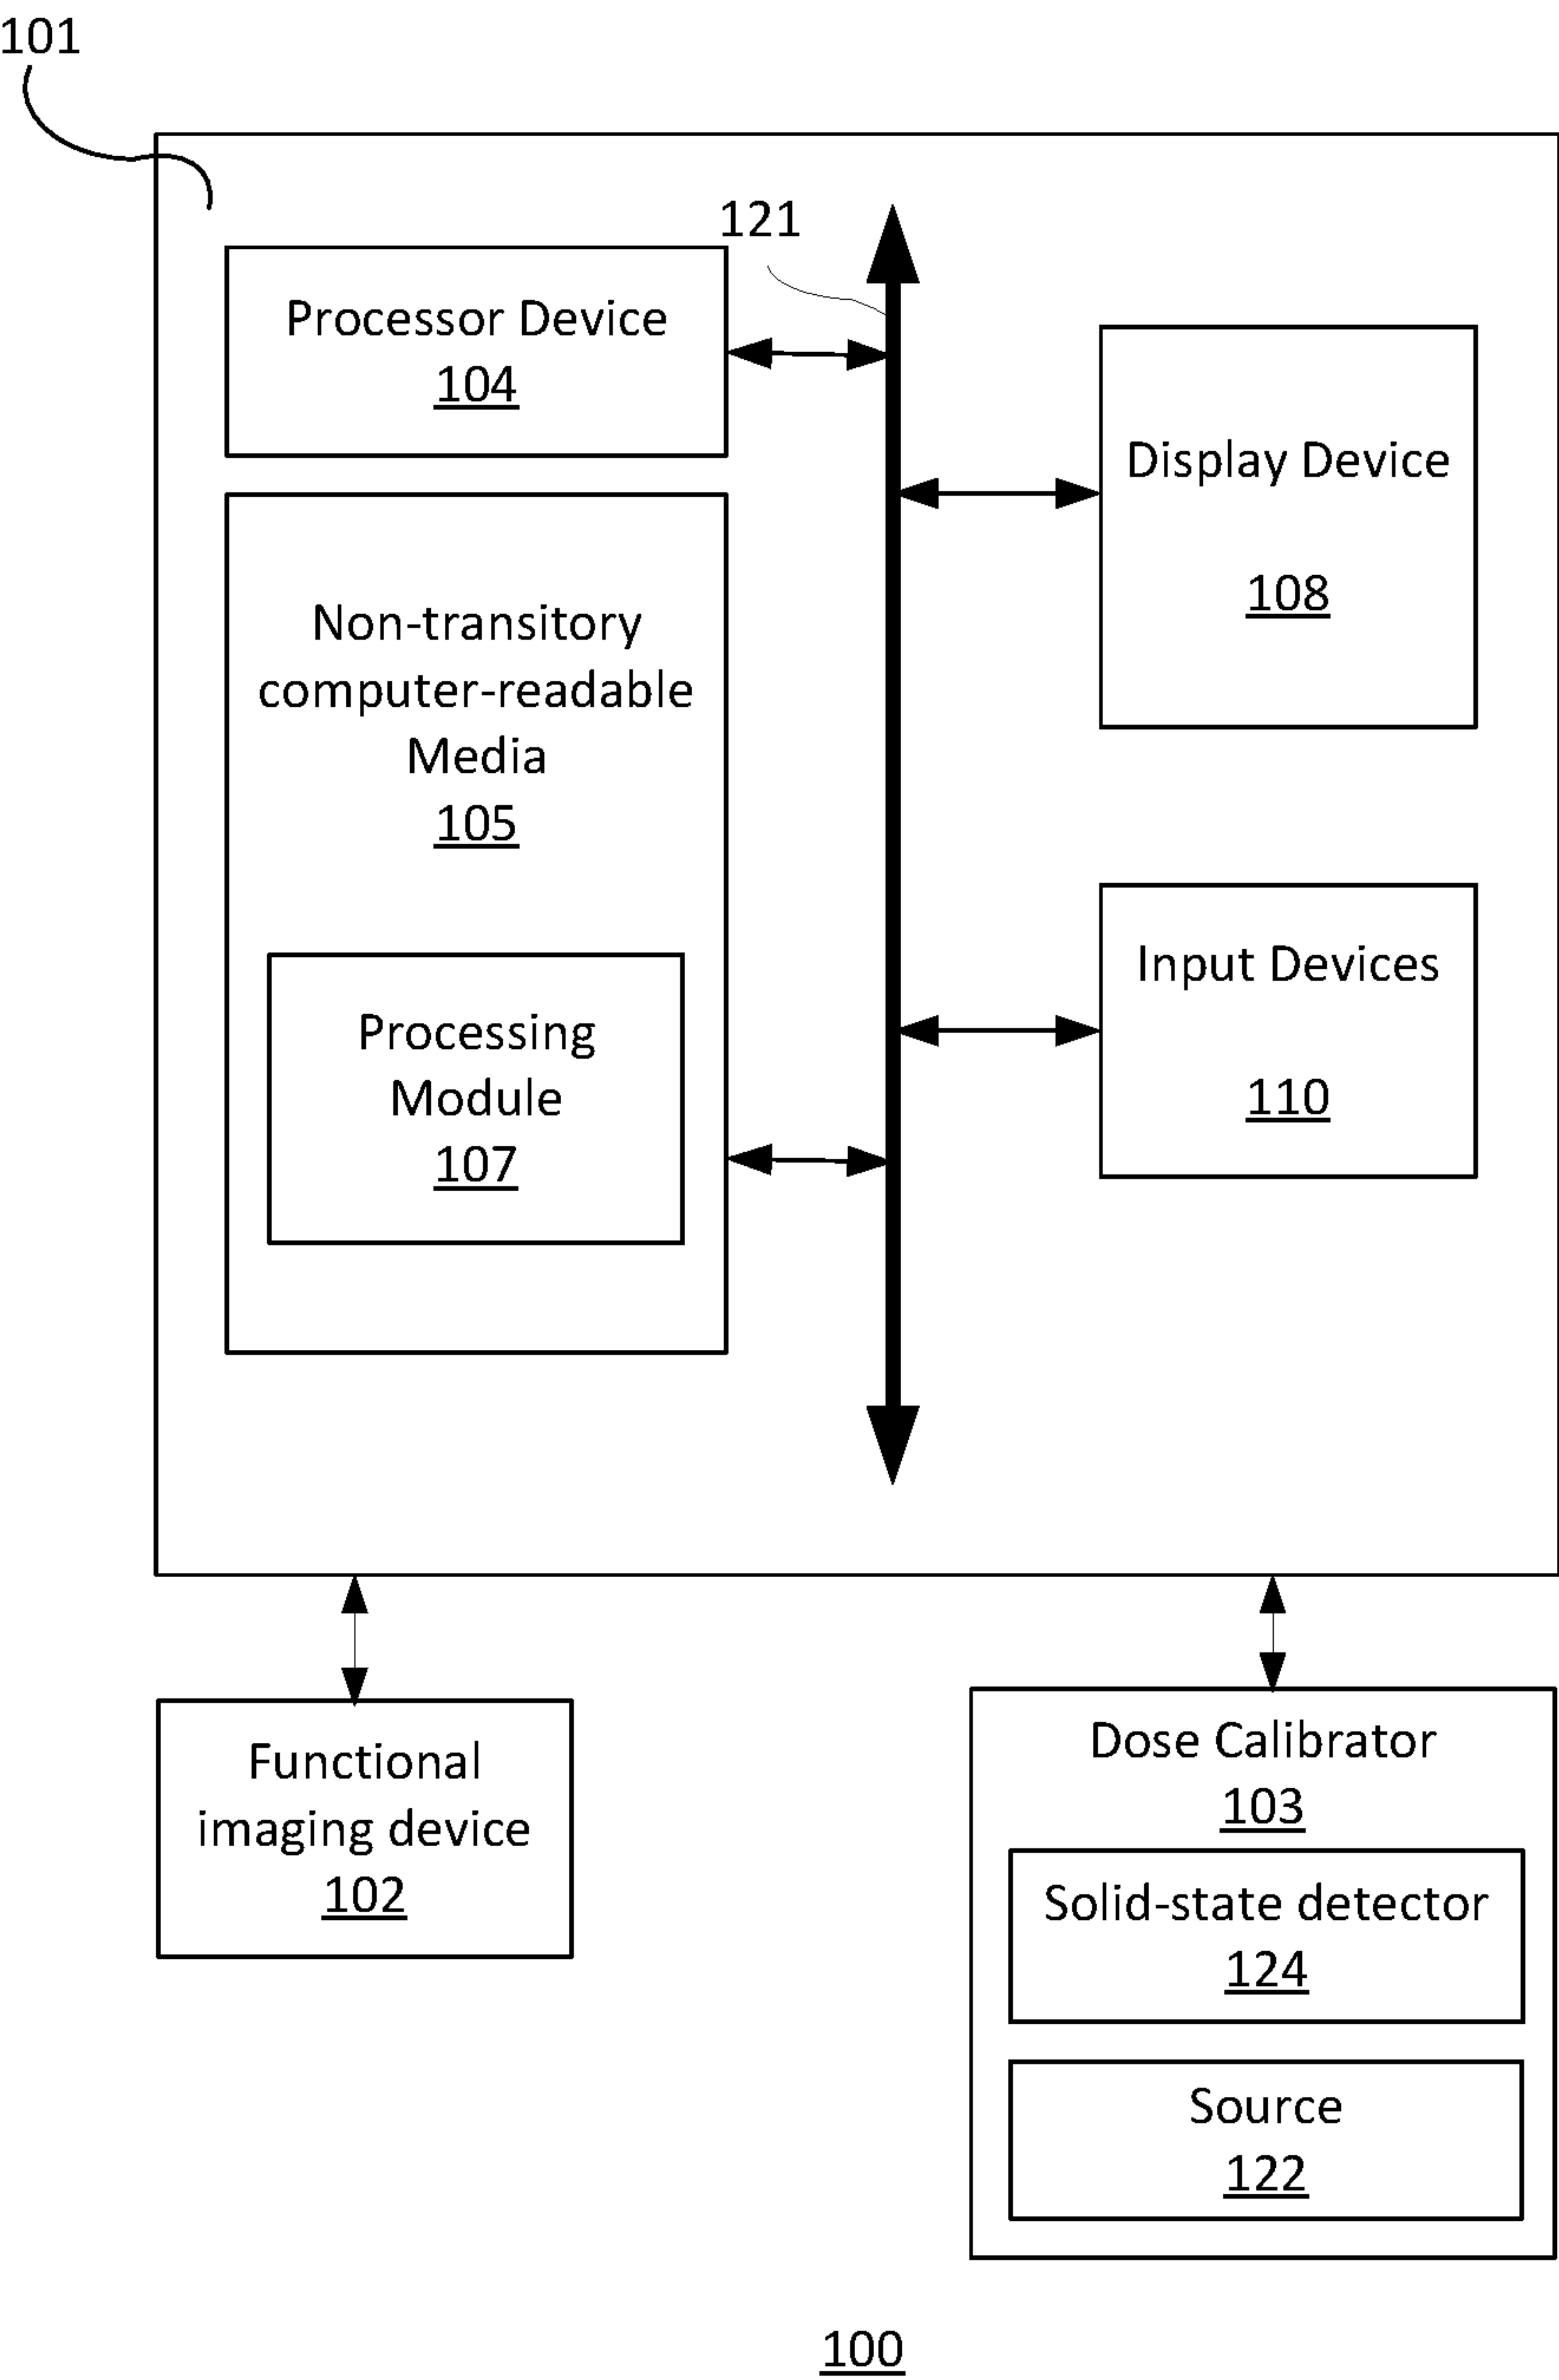 101
121
Processor Device
104
Display Device
108
Non-transitory
computer-readable
Media
105
Input Devices
110
Processing
Module
107
Functional
imaging device
102
Dose Calibrator
103
Solid-state detector
124
Source
122
100